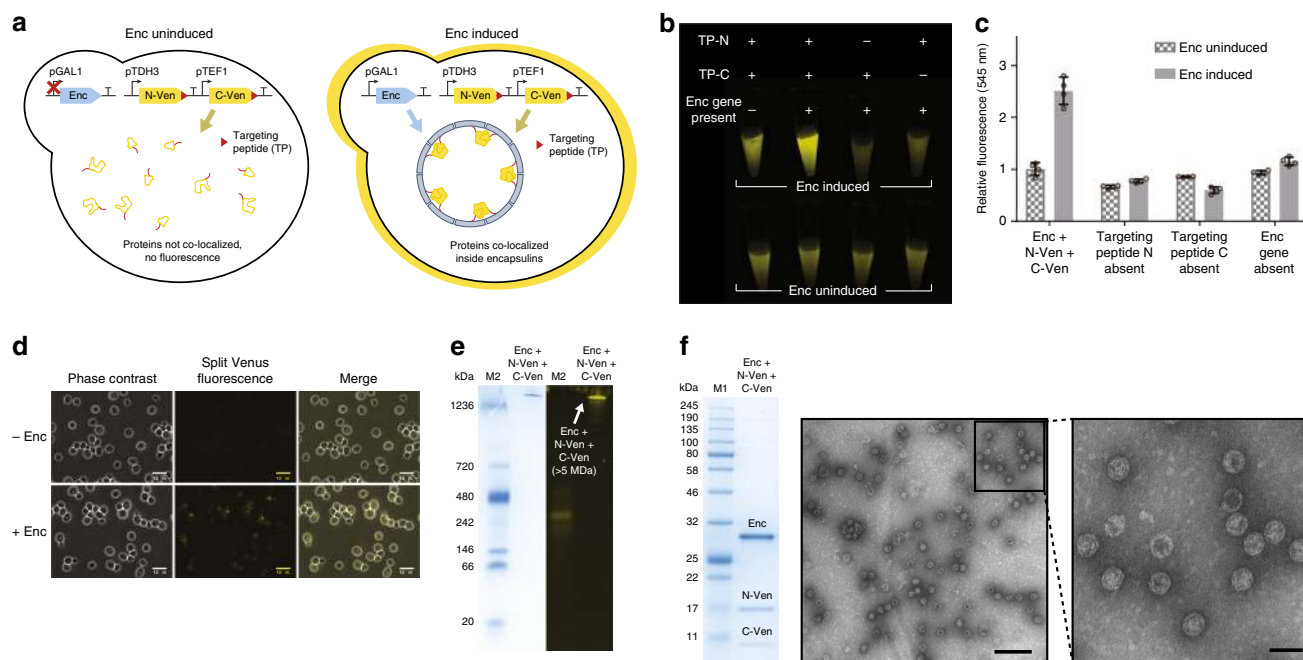 a
Enc uninduced
pGAL1
pTDH3
pTEF1
Enc
N-Ven
C-Ven
Targeting
peptide (TP)
Proteins not co-localized,
no fluorescence
Enc induced
pGAL1
pTDH3
pTEF1
Enc
N-Ven
C-Ven
Targeting
peptide (TP)
Proteins co-localized
inside encapsulins
b
TP-N + + − +
TP-C + + + −
Enc gene
present − + + +
Enc induced
Enc uninduced
c
Relative fluorescence (545 nm)
3
2
1
0
Enc uninduced
Enc induced
Enc +
N-Ven +
C-Ven
Targeting
peptide N
absent
Targeting
peptide C
absent
Enc
gene
absent
d
Phase contrast
Split Venus
fluorescence
Merge
– Enc
+ Enc
e
kDa
M2
Enc +
N-Ven +
C-Ven
M2
Enc +
N-Ven +
C-Ven
1236
720
480
242
146
66
20
Enc +
N-Ven +
C-Ven
(>5 MDa)
f
kDa
M1
Enc +
N-Ven +
C-Ven
245
190
135
100
80
58
46
32
25
22
17
11
Enc
N-Ven
C-Ven